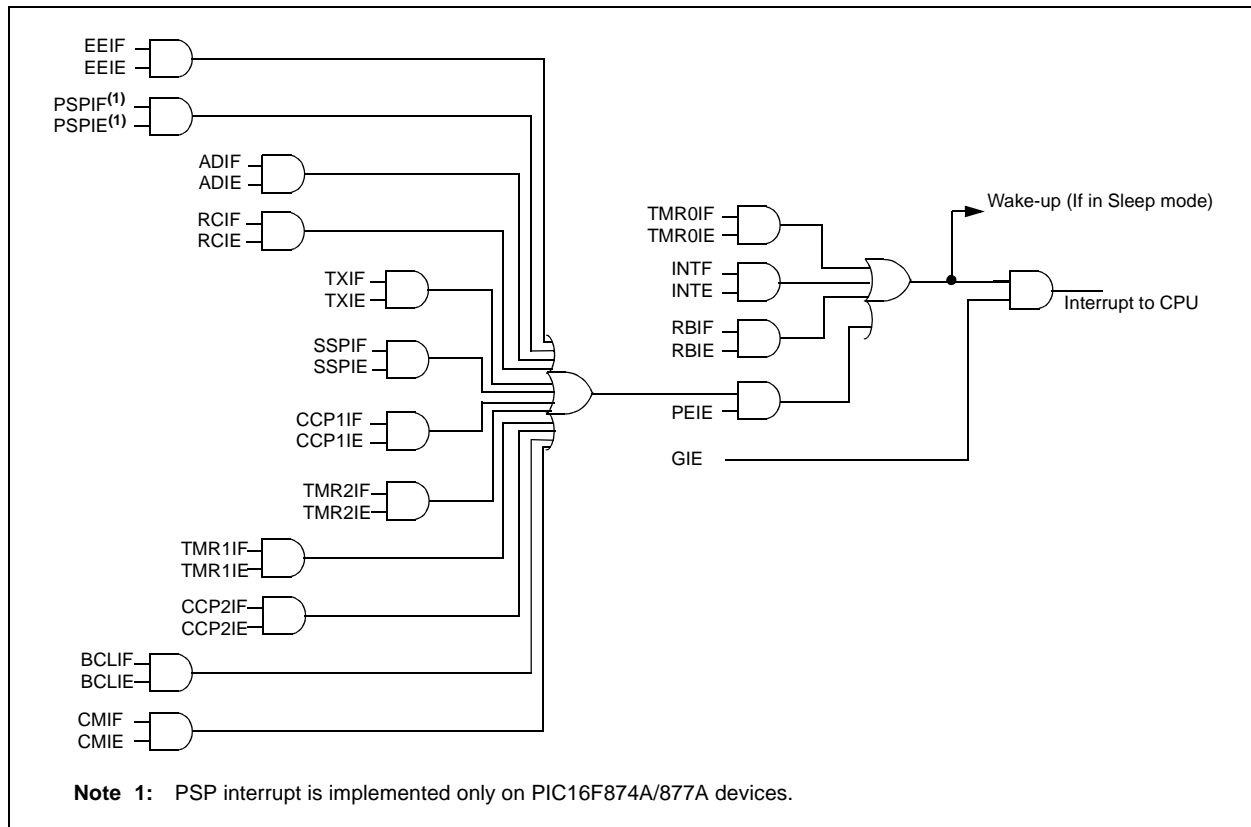 EEIF
EEIE
PSPIF(1)
PSPIE(1)
ADIF
ADIE
RCIF
RCIE
TXIF
TXIE
SSPIF
SSPIE
CCP1IF
CCP1IE
TMR2IF
TMR2IE
TMR1IF
TMR1IE
CCP2IF
CCP2IE
BCLIF
BCLIE
CMIF
CMIE
TMR0IF
TMR0IE
INTF
INTE
RBIF
RBIE
PEIE
GIE
Wake-up (If in Sleep mode)
Interrupt to CPU
Note 1: PSP interrupt is implemented only on PIC16F874A/877A devices.